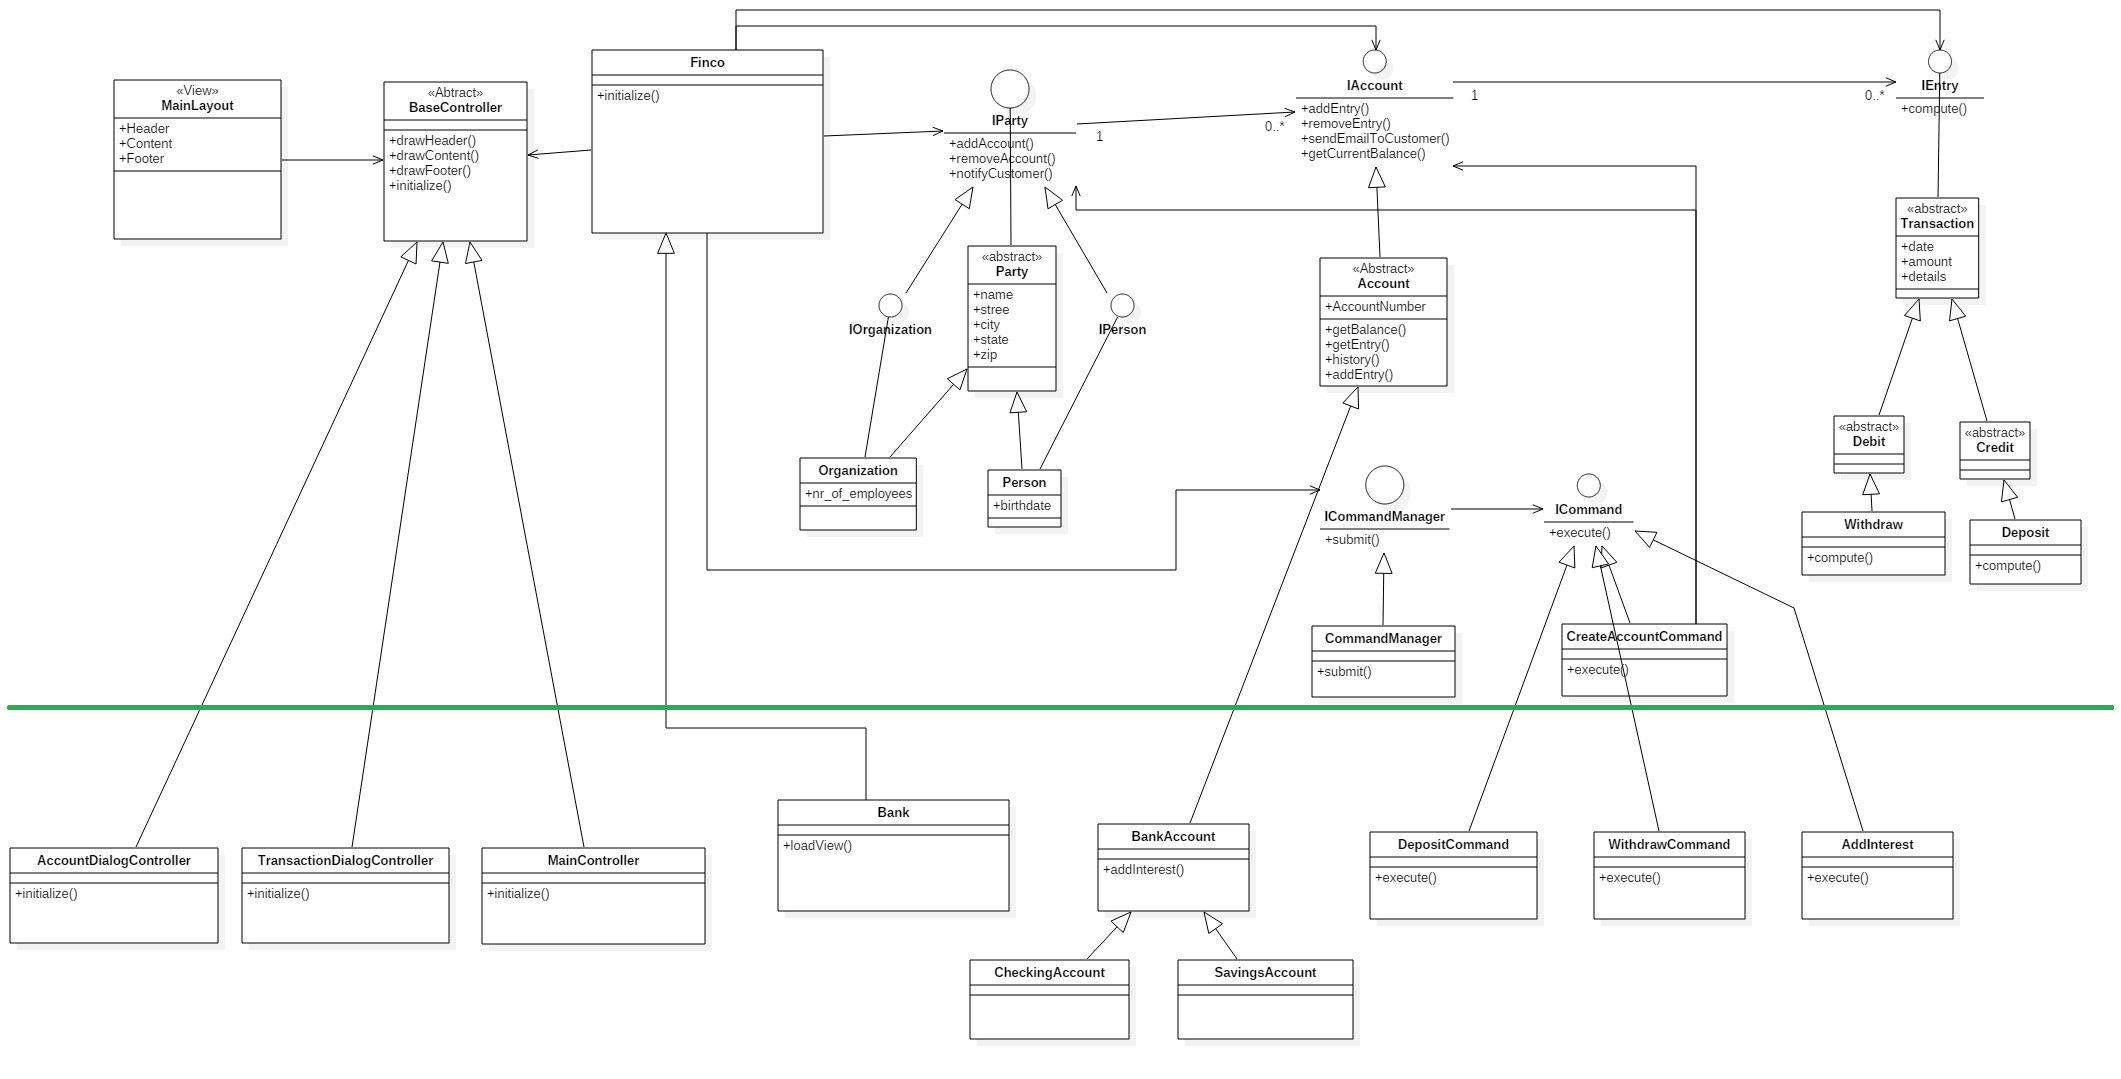 «View»
MainLayout
+Header
+Content
+Footer
«Abtract»
BaseController
+drawHeader()
+drawContent()
+drawFooter()
+initialize()
Finco
+initialize()
IParty
+addAccount()
+removeAccount()
+notifyCustomer()
1
0..*
IAccount
+addEntry()
+removeEntry()
+sendEmailToCustomer()
+getCurrentBalance()
1
0..*
IEntry
+compute()
«abstract»
Transaction
+date
+amount
+details
«abstract»
Party
+name
+stree
+city
+state
+zip
IOrganization
IPerson
«Abstract»
Account
+AccountNumber
+getBalance()
+getEntry()
+history()
+addEntry()
«abstract»
Debit
«abstract»
Credit
Organization
+nr_of_employees
Person
+birthdate
ICommandManager
+submit()
ICommand
+execute()
Withdraw
+compute()
Deposit
+compute()
CommandManager
+submit()
CreateAccountCommand
+execute()
AccountDialogController
+initialize()
TransactionDialogController
+initialize()
MainController
+initialize()
Bank
+loadView()
BankAccount
+addInterest()
DepositCommand
+execute()
WithdrawCommand
+execute()
AddInterest
+execute()
CheckingAccount
SavingsAccount